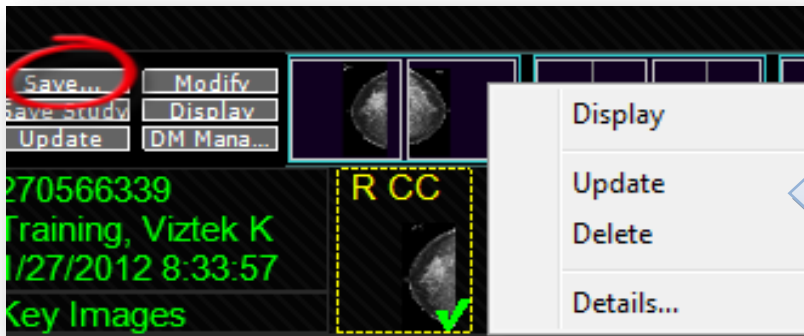 Save... Modify
Save Study Display
Update DM Mana...
270566339
Training, Viztek K
1/27/2012 8:33:57
Key Images
R CC
Display
Update
Delete
Details...